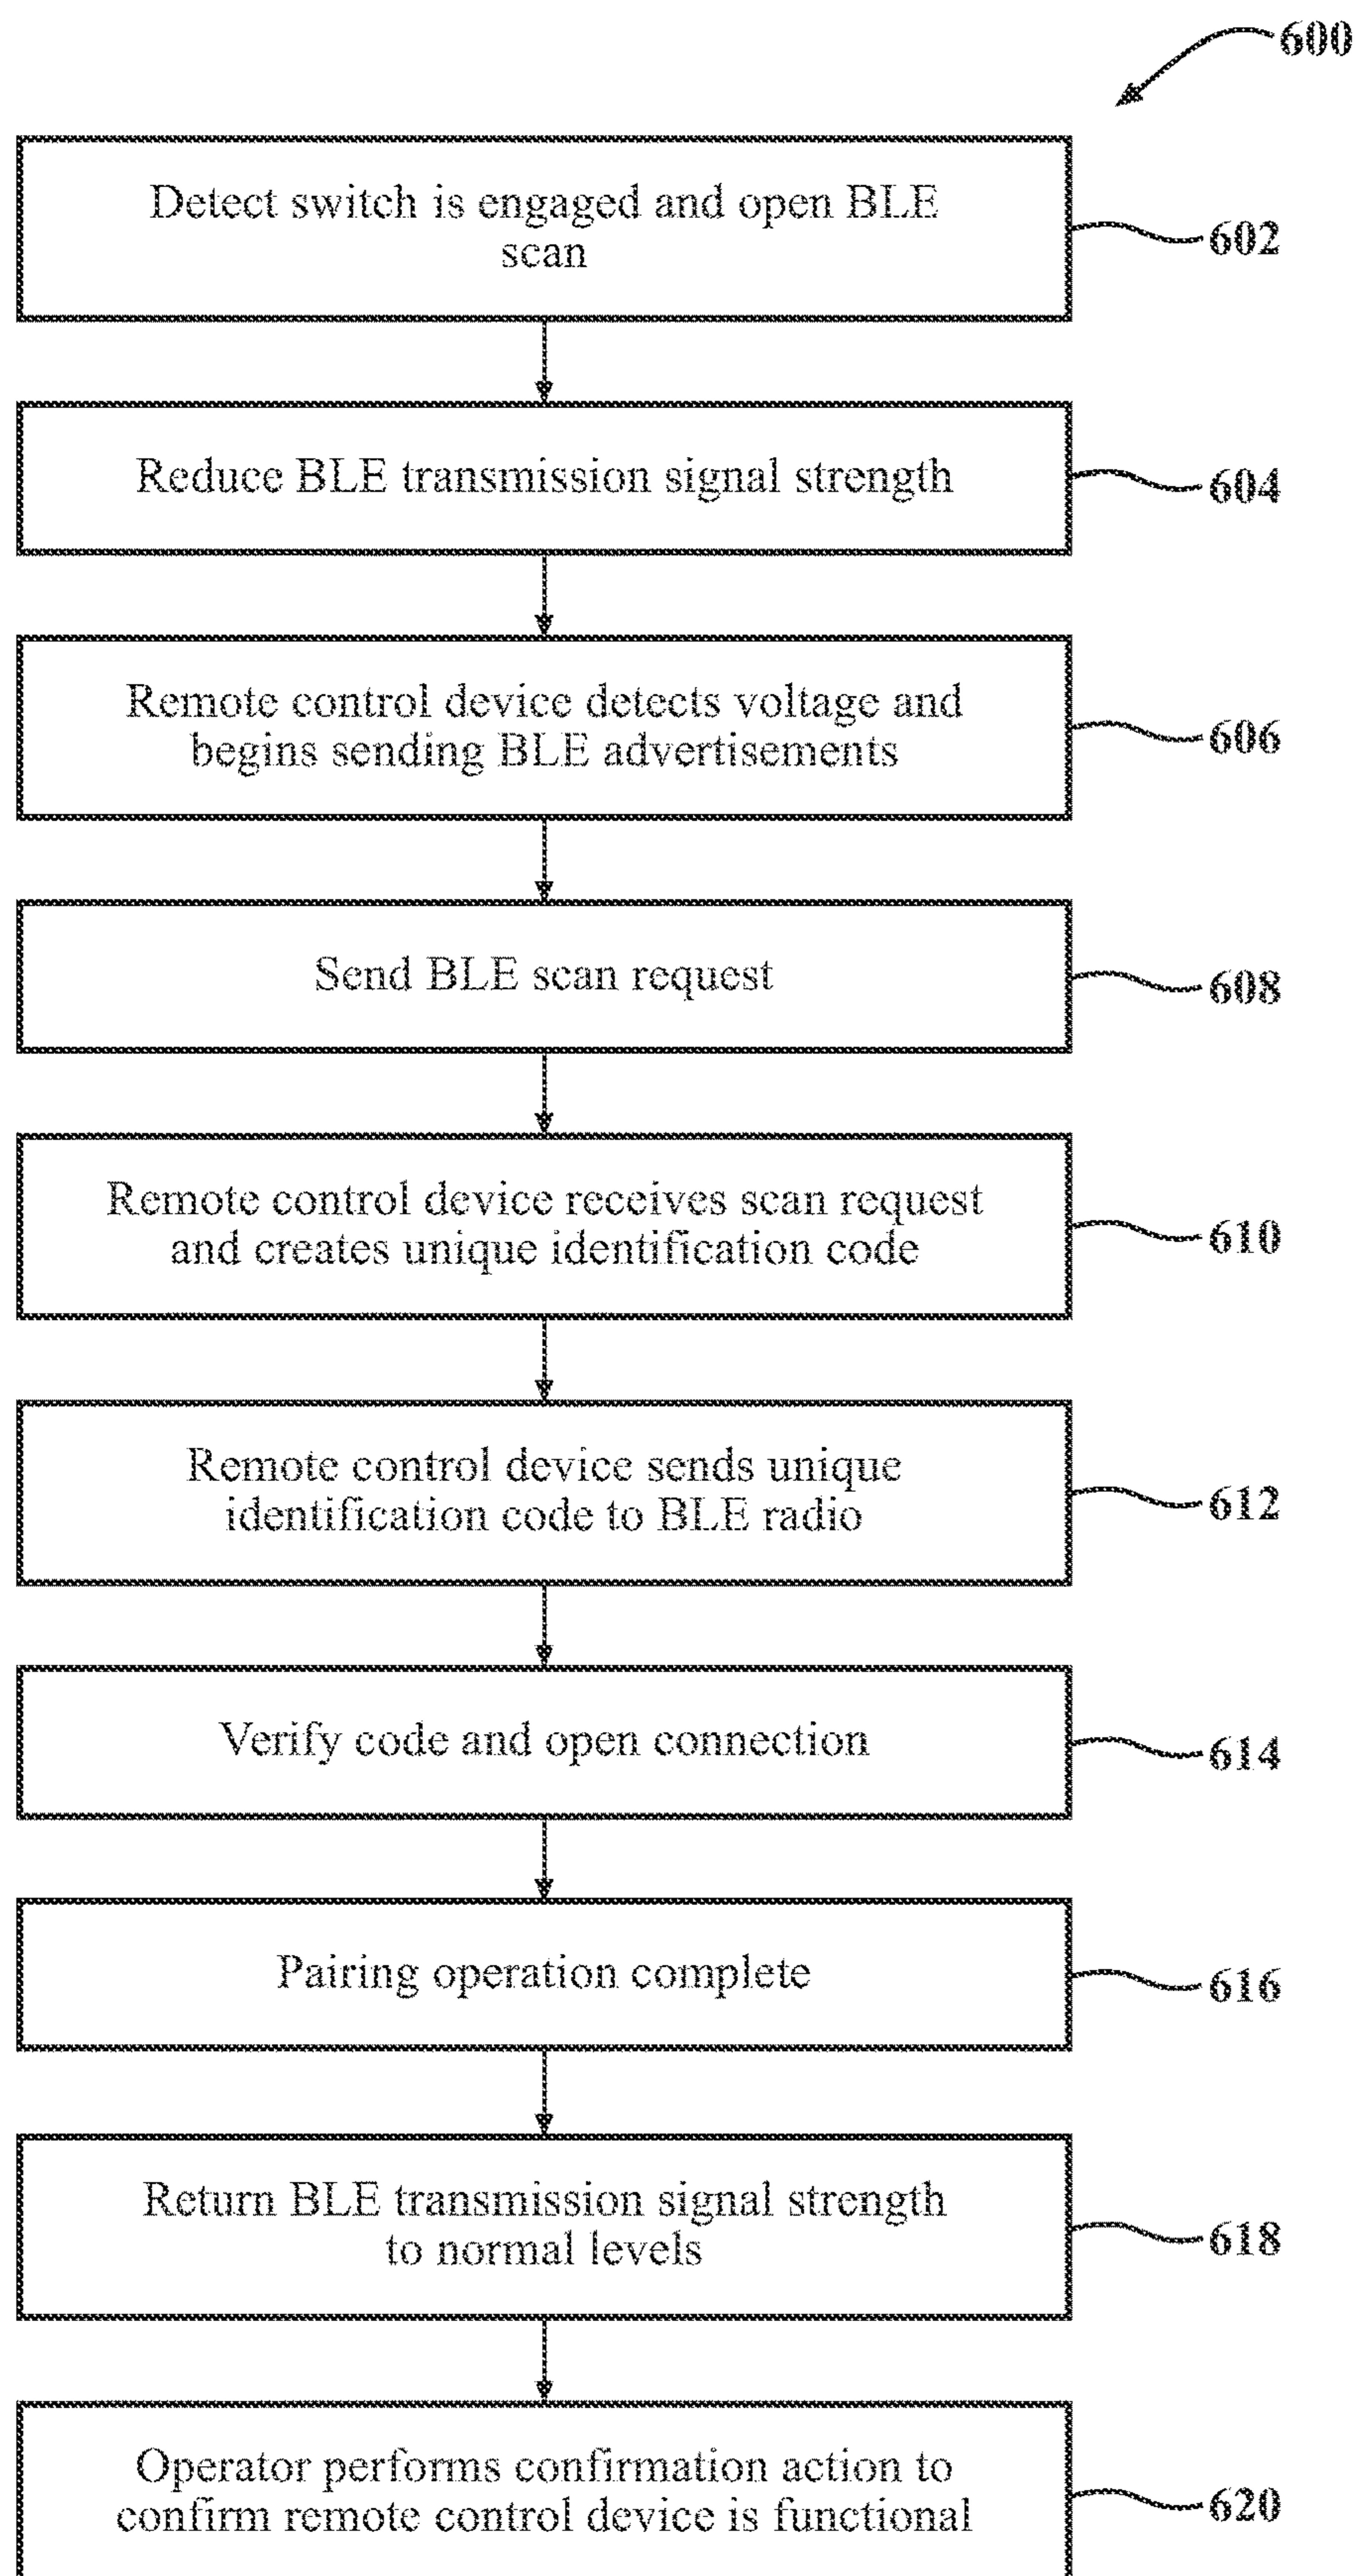 600
Detect switch is engaged and open BLE
scan
602
Reduce BLE transmission signal strength
604
Remote control device detects voltage and
begins sending BLE advertisements
606
Send BLE scan request
608
Remote control device receives scan request
and creates unique identification code
610
Remote control device sends unique
identification code to BLE radio
612
Verify code and open connection
614
Pairing operation complete
616
Return BLE transmission signal strength
to normal levels
618
Operator performs confirmation action to
confirm remote control device is functional
620